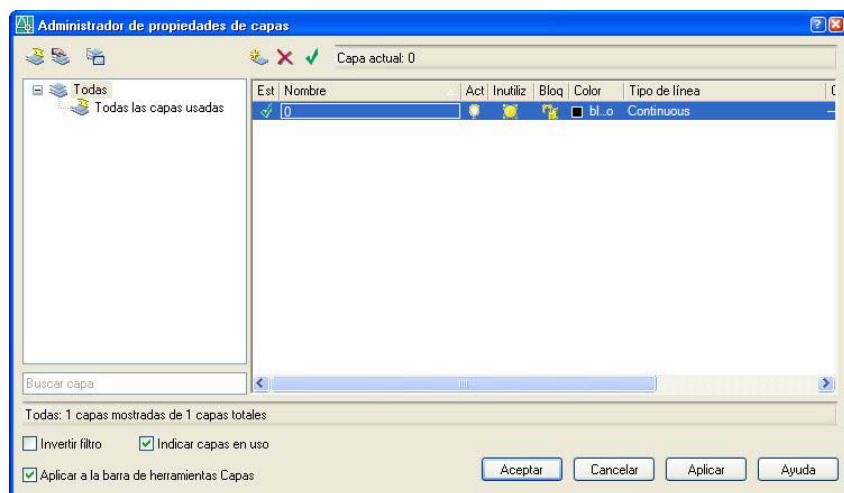 Administrador de propiedades de capas
Capa actual: 0
Todas
Todas las capas usadas
Est Nombre Act Inutiliz Bloq Color Tipo de línea
0 bl...o Continuous
Buscar capa
Todas: 1 capas mostradas de 1 capas totales
Invertir filtro Indicar capas en uso
Aplicar a la barra de herramientas Capas
Aceptar Cancelar Aplicar Ayuda